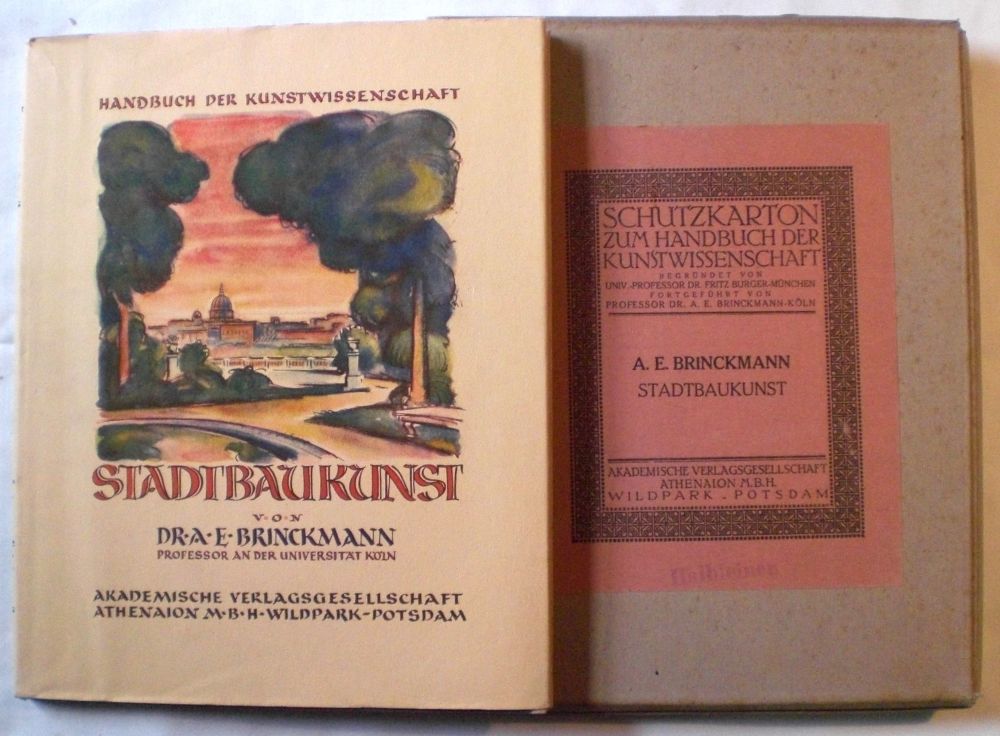 HANDBUCH DER KUNSTWISSENSCHAFT
STADTBAUKUNST
VON
DR·A·E·BRINCKMANN
PROFESSOR AN DER UNIVERSITÄT KÖLN
AKADEMISCHE VERLAGSGESELLSCHAFT
ATHENAION M·B·H·WILDPARK-POTSDAM
SCHUTZKARTON
ZUM HANDBUCH DER
KUNSTWISSENSCHAFT
BEGRÜNDET VON
UNIV.-PROFESSOR DR. FRITZ BURGER-MÜNCHEN
FORTGEFÜHRT VON
PROFESSOR DR. A. E. BRINCKMANN-KÖLN
A. E. BRINCKMANN
STADTBAUKUNST
AKADEMISCHE VERLAGSGESELLSCHAFT
ATHENAION M.B.H.
WILDPARK - POTSDAM
Halbleinen